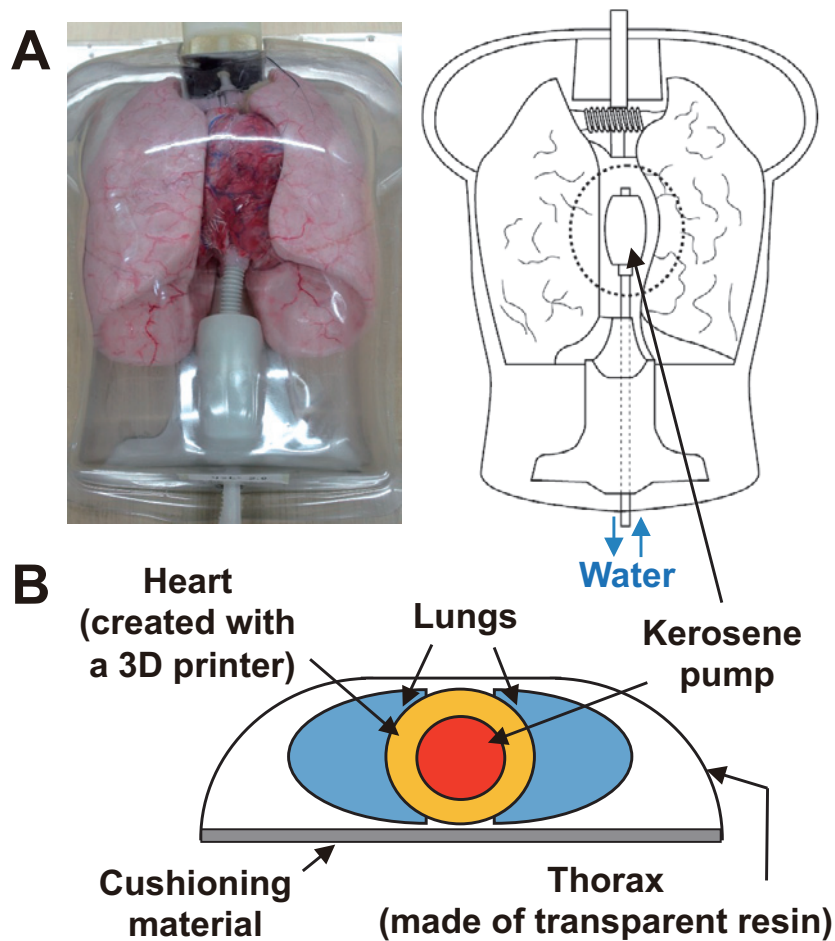 A
Water
B
Heart
(created with
a 3D printer)
Lungs
Kerosene
pump
Cushioning
material
Thorax
(made of transparent resin)